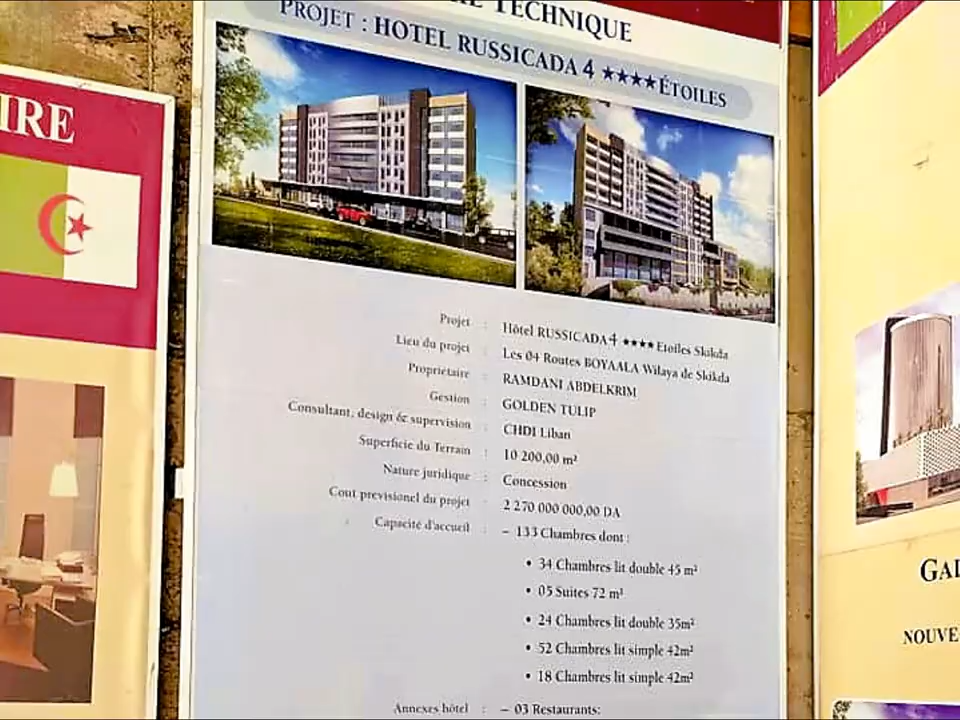 TECHNIQUE
PROJET : HOTEL RUSSICADA 4 ★★★★ÉTOILES
IRE
Projet : Hôtel RUSSICADA 4 ★★★★ Etoiles Skikda
Lieu du projet : Les 04 Routes BOYAALA Wilaya de Skikda
Propriétaire : RAMDANI ABDELKRIM
Gestion : GOLDEN TULIP
Consultant, design & supervision : CHDI Liban
Superficie du Terrain : 10 200,00 m²
Nature juridique : Concession
Cout previsionel du projet : 2 270 000 000,00 DA
Capacité d'accueil : – 133 Chambres dont :
• 34 Chambres lit double 45 m²
• 05 Suites 72 m²
• 24 Chambres lit double 35m²
• 52 Chambres lit simple 42m²
• 18 Chambres lit simple 42m²
Annexes hôtel : – 03 Restaurants:
GAL
NOUVE